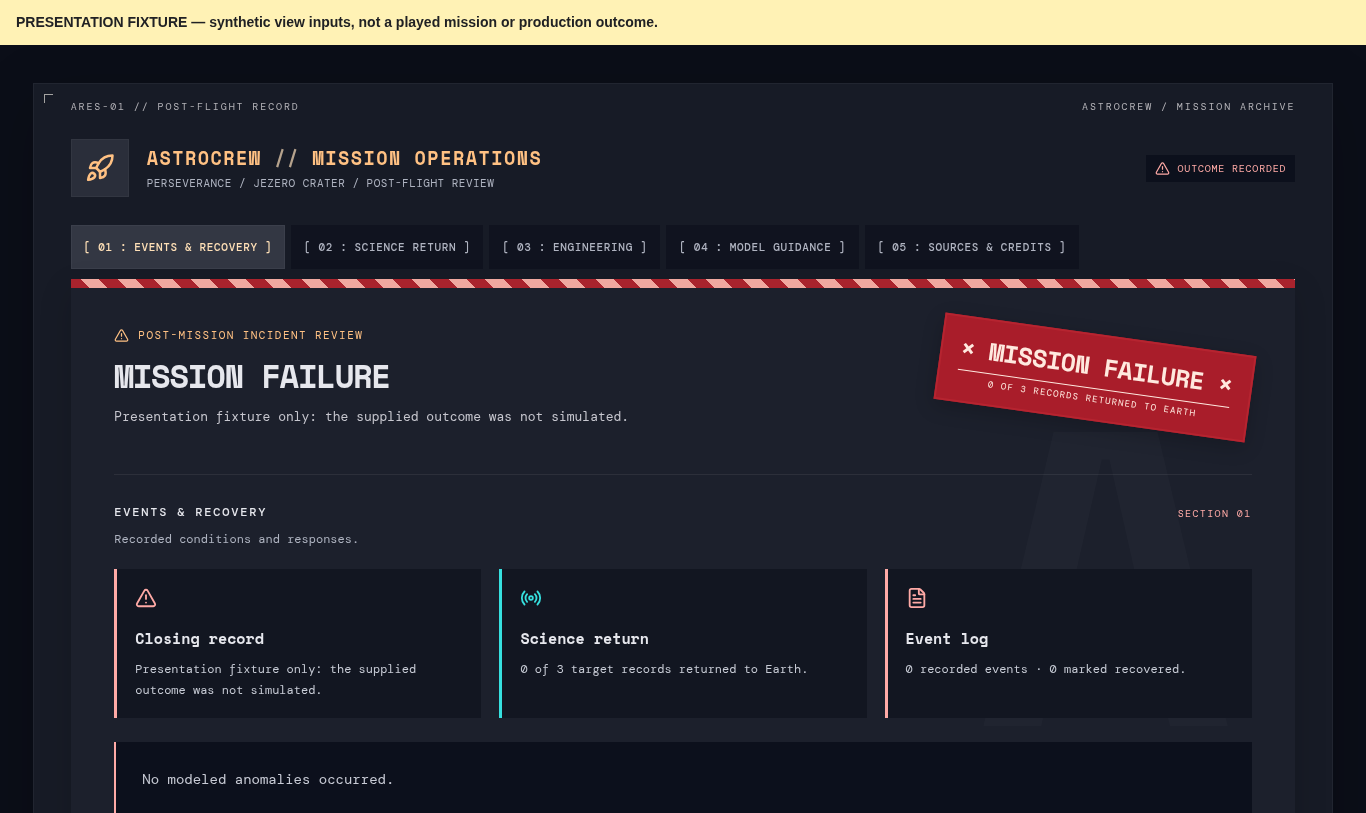 PRESENTATION FIXTURE — synthetic view inputs, not a played mission or production outcome.
ARES-01 // POST-FLIGHT RECORD
ASTROCREW / MISSION ARCHIVE
ASTROCREW // MISSION OPERATIONS
PERSEVERANCE / JEZERO CRATER / POST-FLIGHT REVIEW
OUTCOME RECORDED
[ 01 : EVENTS & RECOVERY ]
[ 02 : SCIENCE RETURN ]
[ 03 : ENGINEERING ]
[ 04 : MODEL GUIDANCE ]
[ 05 : SOURCES & CREDITS ]
POST-MISSION INCIDENT REVIEW
MISSION FAILURE
Presentation fixture only: the supplied outcome was not simulated.
× MISSION FAILURE ×
0 OF 3 RECORDS RETURNED TO EARTH
EVENTS & RECOVERY
SECTION 01
Recorded conditions and responses.
Closing record
Presentation fixture only: the supplied
outcome was not simulated.
Science return
0 of 3 target records returned to Earth.
Event log
0 recorded events · 0 marked recovered.
No modeled anomalies occurred.